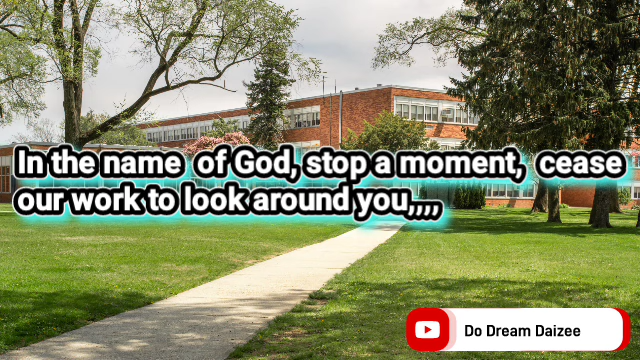 In the name of God, stop a moment, cease
our work to look around you,,,,
Do Dream Daizee